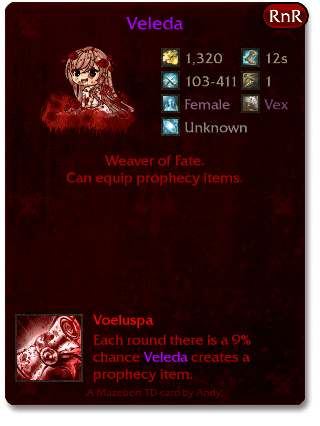 RnR
Veleda
1,320
12s
103-411
1
Female
Vex
Unknown
Weaver of Fate.
Can equip prophecy items.
Voeluspa
Each round there is a 9%
chance Veleda creates a
prophecy item.
A Mazebert TD card by Andy.